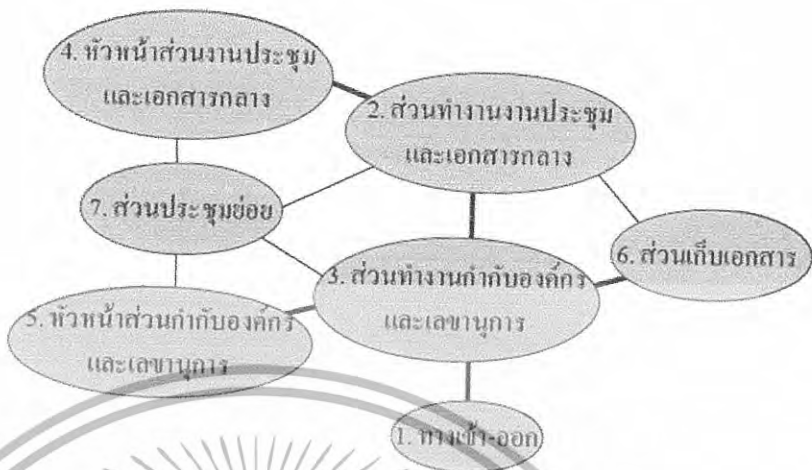 4. หัวหน้าส่วนงานประชุม
และเอกสารกลาง
2. ส่วนทำงานงานประชุม
และเอกสารกลาง
7. ส่วนประชุมย่อย
6. ส่วนเก็บเอกสาร
3. ส่วนทำงานกำกับองค์กร
และเลขานุการ
5. หัวหน้าส่วนกำกับองค์กร
และเลขานุการ
1. ทางเข้า-ออก